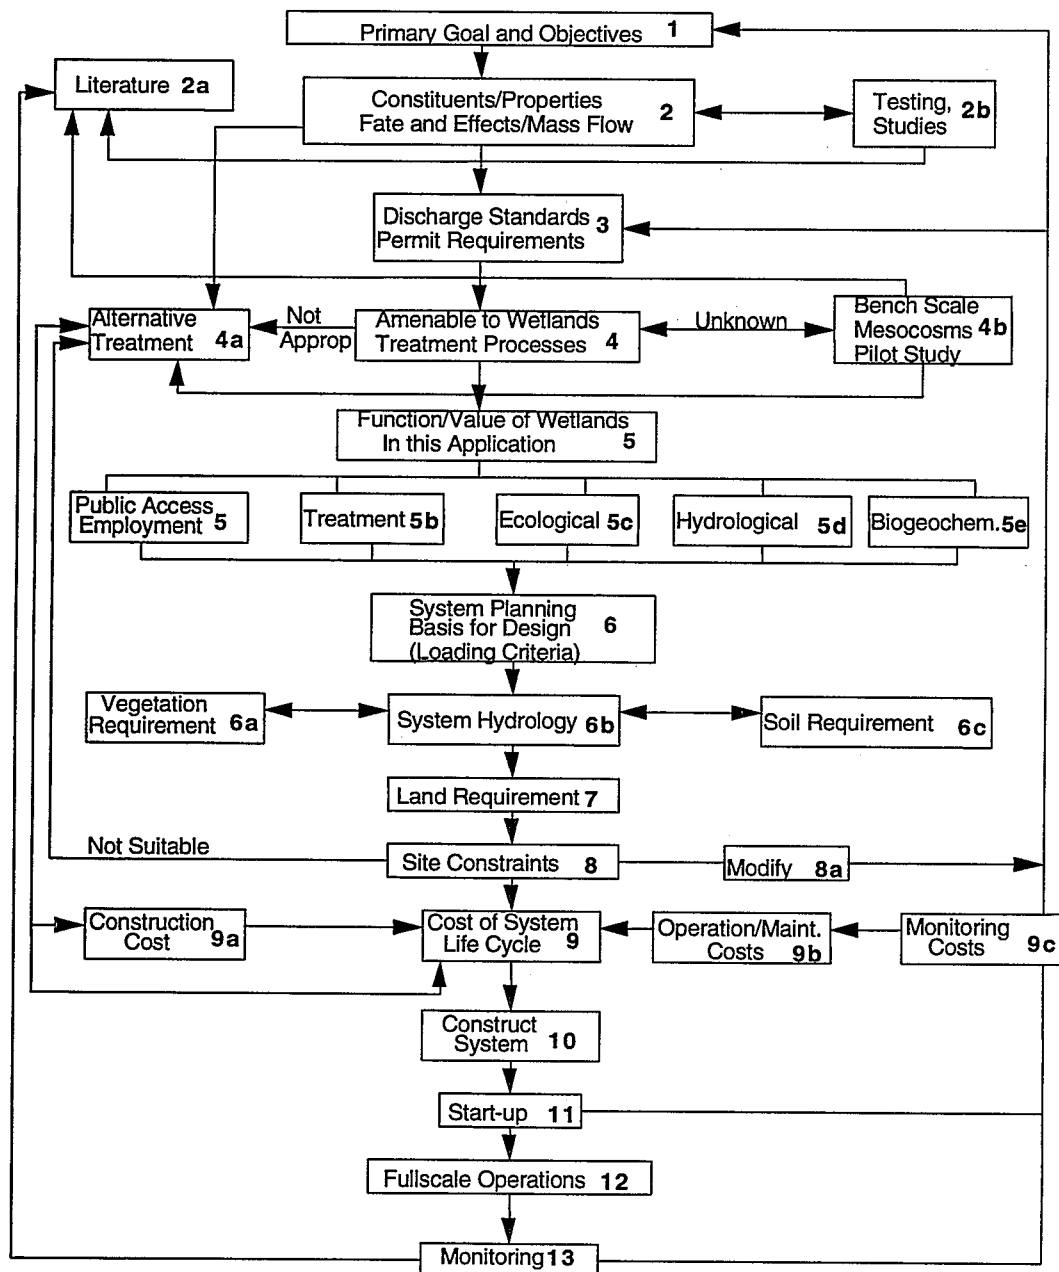 Primary Goal and Objectives 1
Literature 2a
Constituents/Properties
Fate and Effects/Mass Flow 2
Testing,
Studies 2b
Discharge Standards
Permit Requirements 3
Alternative
Treatment 4a
Not
Approp
Amenable to Wetlands
Treatment Processes 4
Unknown
Bench Scale
Mesocosms 4b
Pilot Study
Function/Value of Wetlands
In this Application 5
Public Access
Employment 5
Treatment 5b
Ecological 5c
Hydrological 5d
Biogeochem. 5e
System Planning
Basis for Design 6
(Loading Criteria)
Vegetation
Requirement 6a
System Hydrology 6b
Soil Requirement 6c
Land Requirement 7
Not Suitable
Site Constraints 8
Modify 8a
Construction
Cost 9a
Cost of System
Life Cycle 9
Operation/Maint.
Costs 9b
Monitoring
Costs 9c
Construct
System 10
Start-up 11
Fullscale Operations 12
Monitoring 13